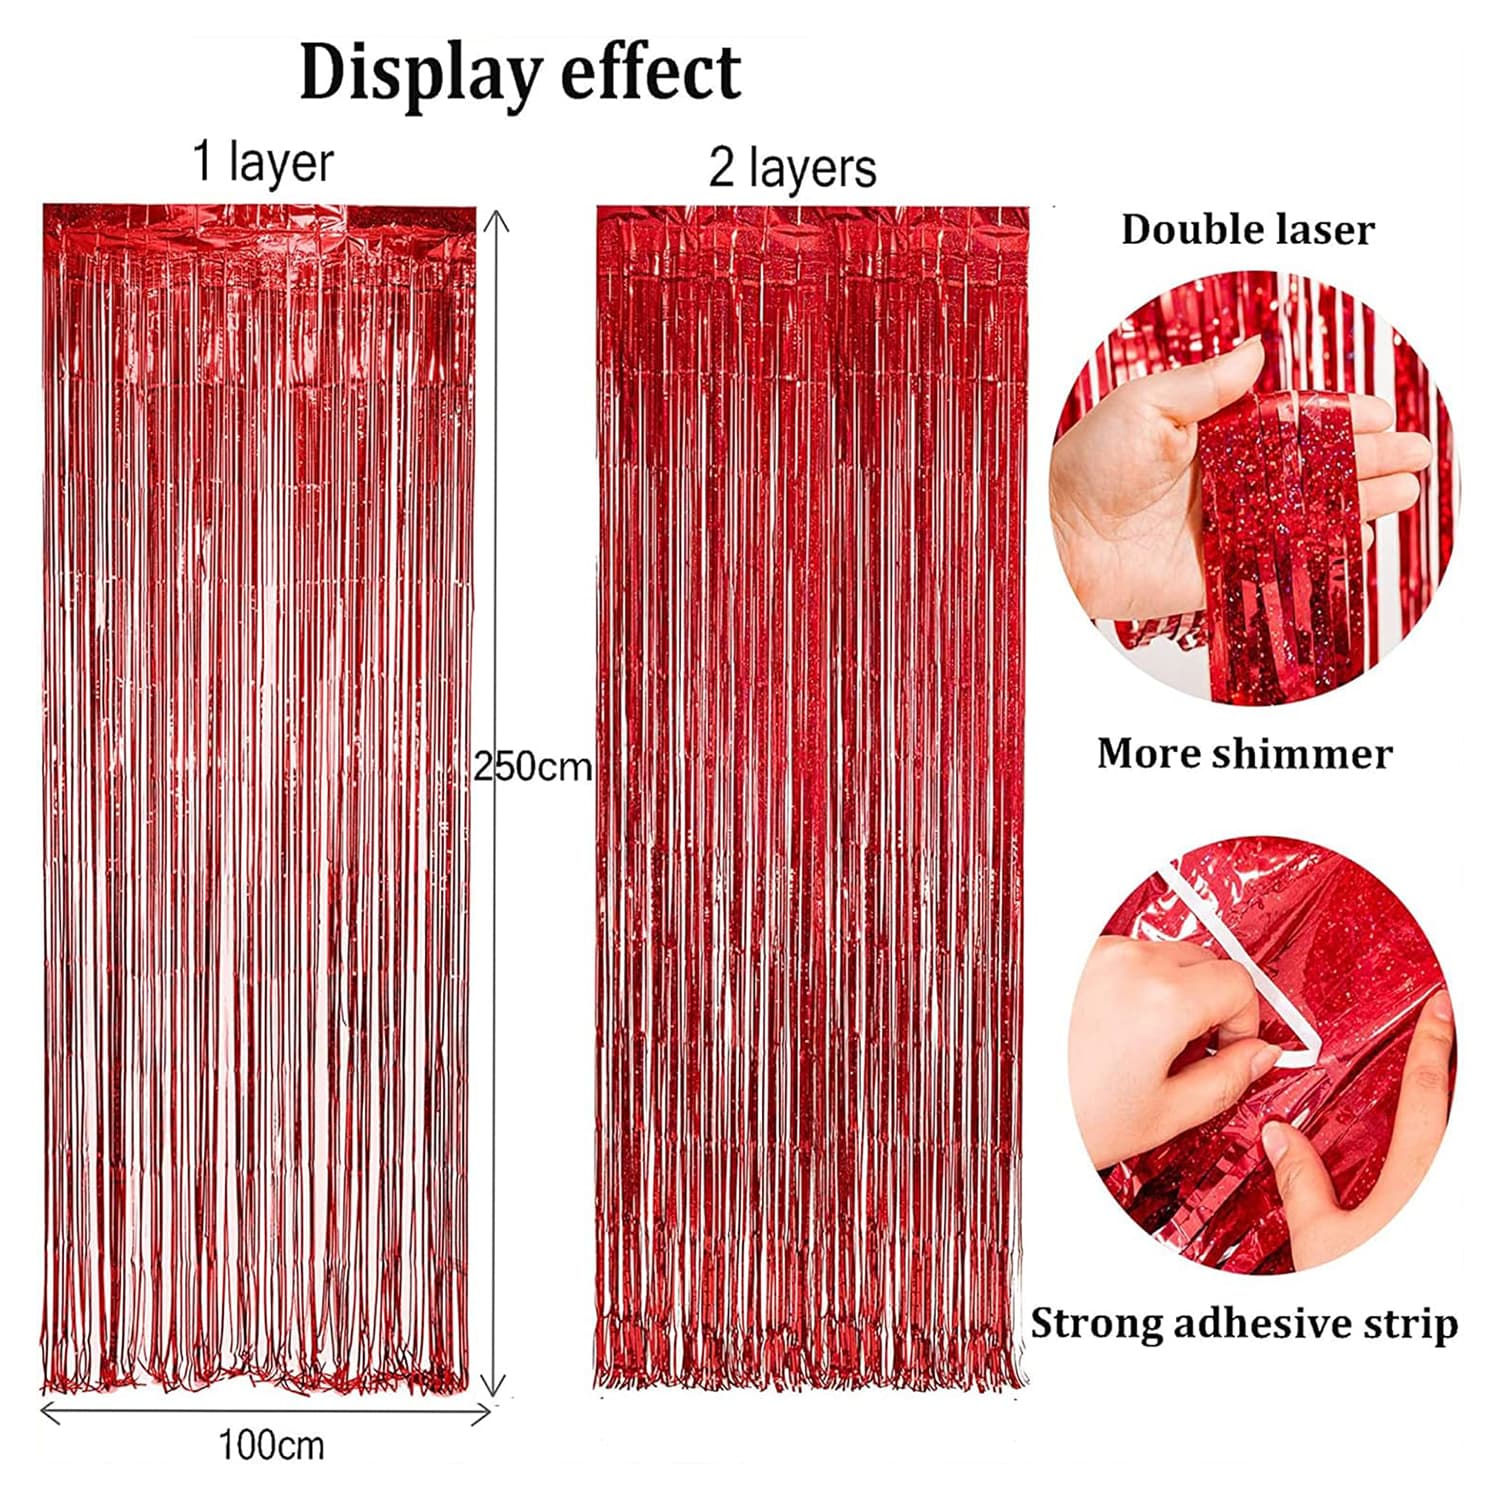 Display effect
1 layer
2 layers
Double laser
250cm
More shimmer
Strong adhesive strip
100cm